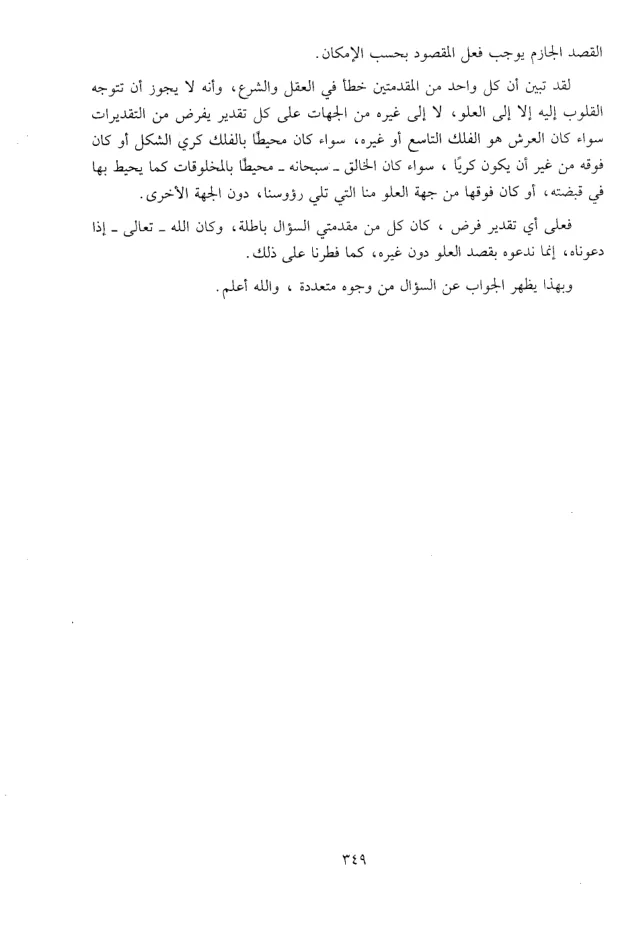 القصد الجازم يوجب فعل المقصود بحسب الإمكان.
لقد تبين أن كل واحد من المقدمتين خطأ في العقل والشرع، وأنه لا يجوز أن تتوجه
القلوب إليه إلا إلى العلو، لا إلى غيره من الجهات على كل تقدير يفرض من التقديرات
سواء كان العرش هو الفلك التاسع أو غيره، سواء كان محيطًا بالفلك كري الشكل أو كان
فوقه من غير أن يكون كريًا ، سواء كان الخالق ـ سبحانه ـ محيطًا بالمخلوقات كما يحيط بها
في قبضته، أو كان فوقها من جهة العلو منا التي تلي رؤوسنا، دون الجهة الأخرى.
فعلى أي تقدير فرض ، كان كل من مقدمتي السؤال باطلة، وكان الله ـ تعالى ـ إذا
دعوناه، إنما ندعوه بقصد العلو دون غيره، كما فطرنا على ذلك.
وبهذا يظهر الجواب عن السؤال من وجوه متعددة ، والله أعلم.
٣٤٩